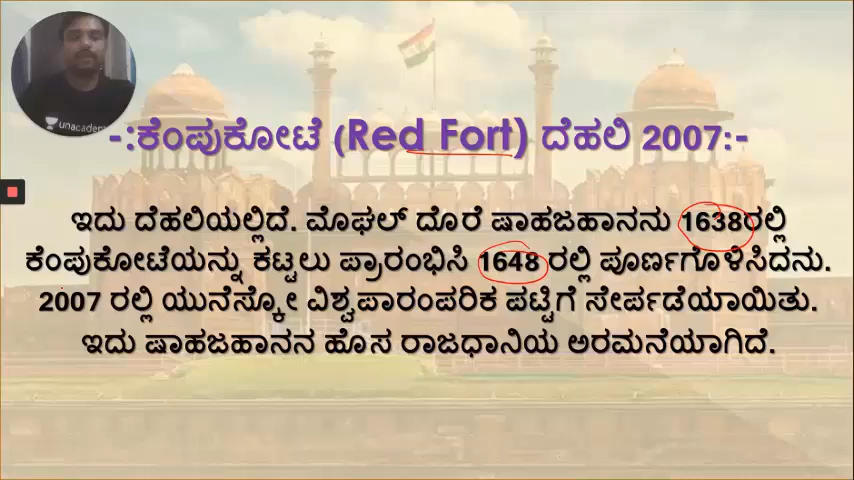 unacademy
-:ಕೆಂಪುಕೋಟೆ (Red Fort) ದೆಹಲಿ 2007:-
ಇದು ದೆಹಲಿಯಲ್ಲಿದೆ. ಮೊಘಲ್ ದೊರೆ ಷಾಹಜಹಾನನು 1638ರಲ್ಲಿ
ಕೆಂಪುಕೋಟೆಯನ್ನು ಕಟ್ಟಲು ಪ್ರಾರಂಭಿಸಿ 1648 ರಲ್ಲಿ ಪೂರ್ಣಗೊಳಿಸಿದನು.
2007 ರಲ್ಲಿ ಯುನೆಸ್ಕೋ ವಿಶ್ವಪಾರಂಪರಿಕ ಪಟ್ಟಿಗೆ ಸೇರ್ಪಡೆಯಾಯಿತು.
ಇದು ಷಾಹಜಹಾನನ ಹೊಸ ರಾಜಧಾನಿಯ ಅರಮನೆಯಾಗಿದೆ.